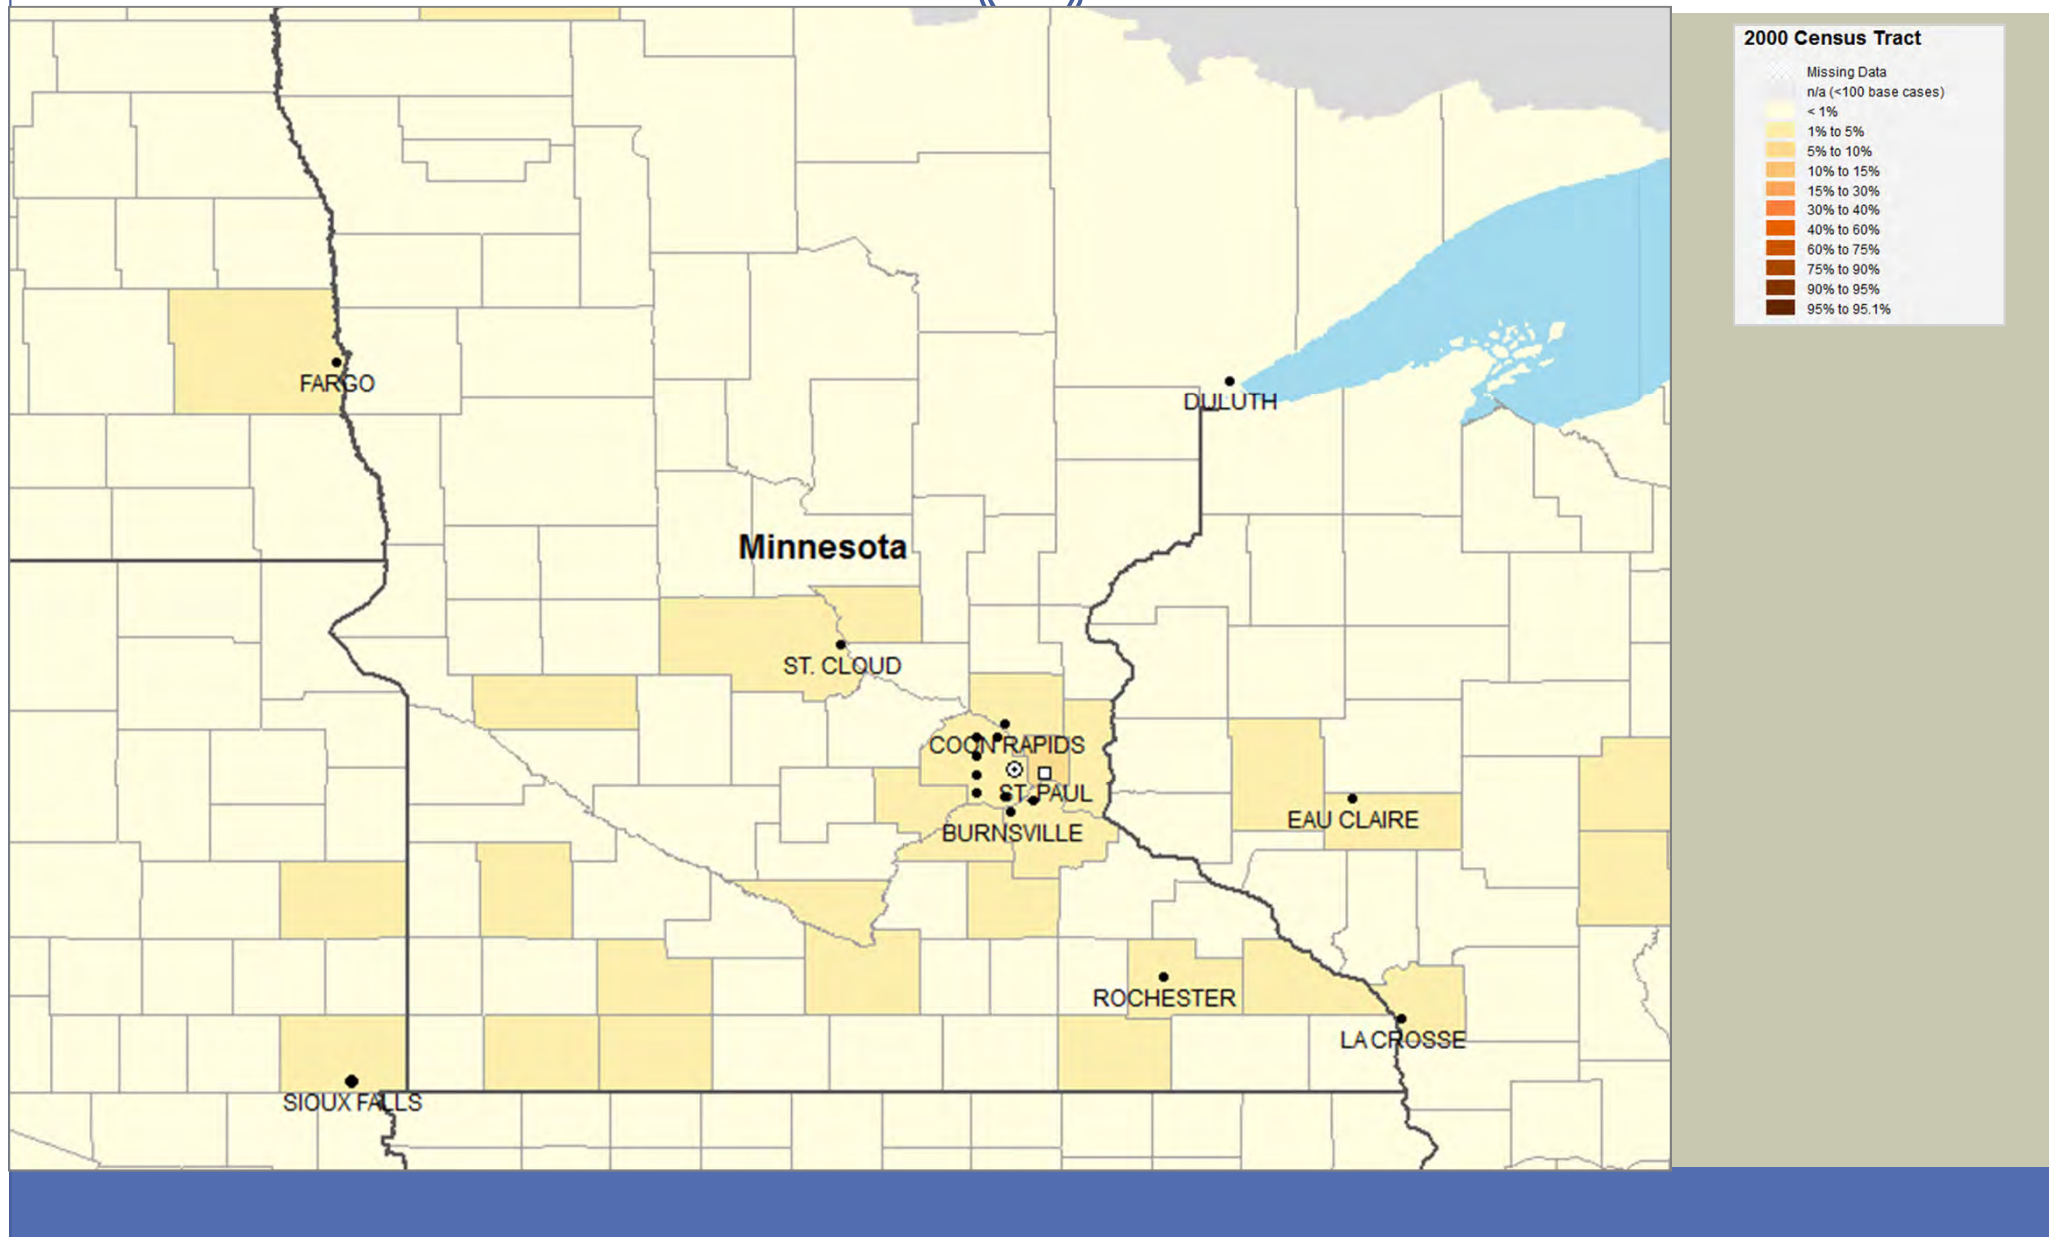 2000 Census Tract
Missing Data
n/a (<100 base cases)
< 1%
1% to 5%
5% to 10%
10% to 15%
15% to 30%
30% to 40%
40% to 60%
60% to 75%
75% to 90%
90% to 95%
95% to 95.1%
FARGO
DULUTH
Minnesota
ST. CLOUD
COON RAPIDS
ST. PAUL
EAU CLAIRE
BURNSVILLE
ROCHESTER
LA CROSSE
SIOUX FALLS